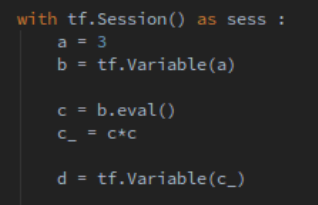 with tf.Session() as sess :
    a = 3
    b = tf.Variable(a)

    c = b.eval()
    c_ = c*c

    d = tf.Variable(c_)